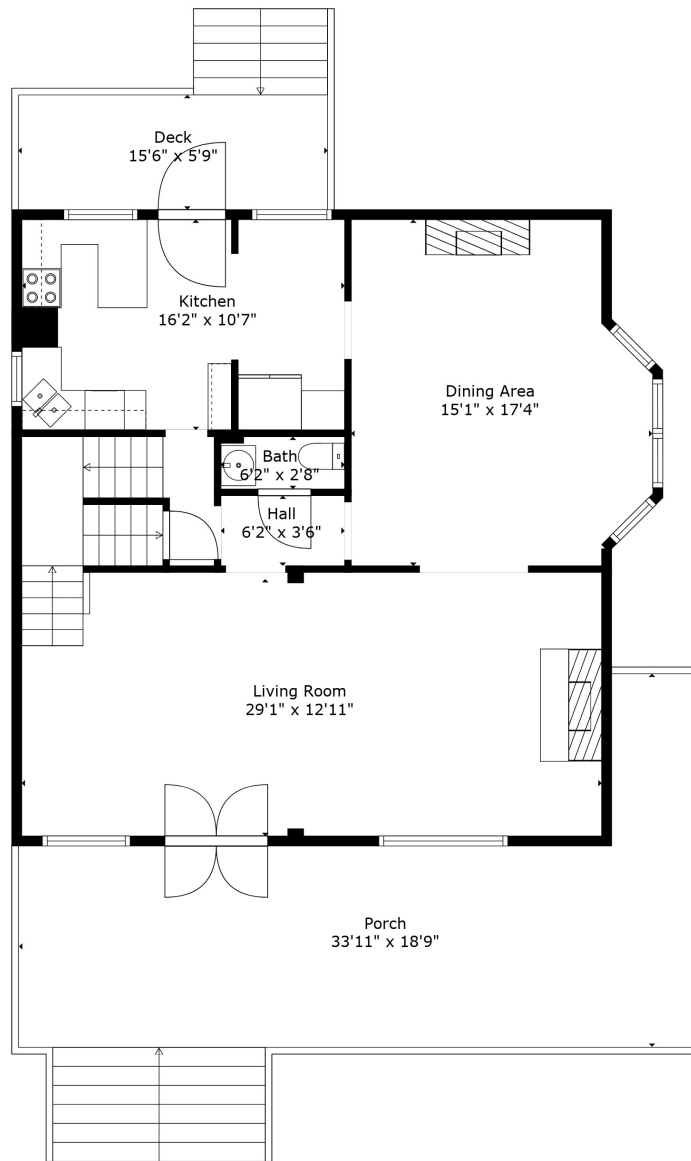 Deck
15'6" x 5'9"
Kitchen
16'2" x 10'7"
Dining Area
15'1" x 17'4"
Bath
6'2" x 2'8"
Hall
6'2" x 3'6"
Living Room
29'1" x 12'11"
Porch
33'11" x 18'9"